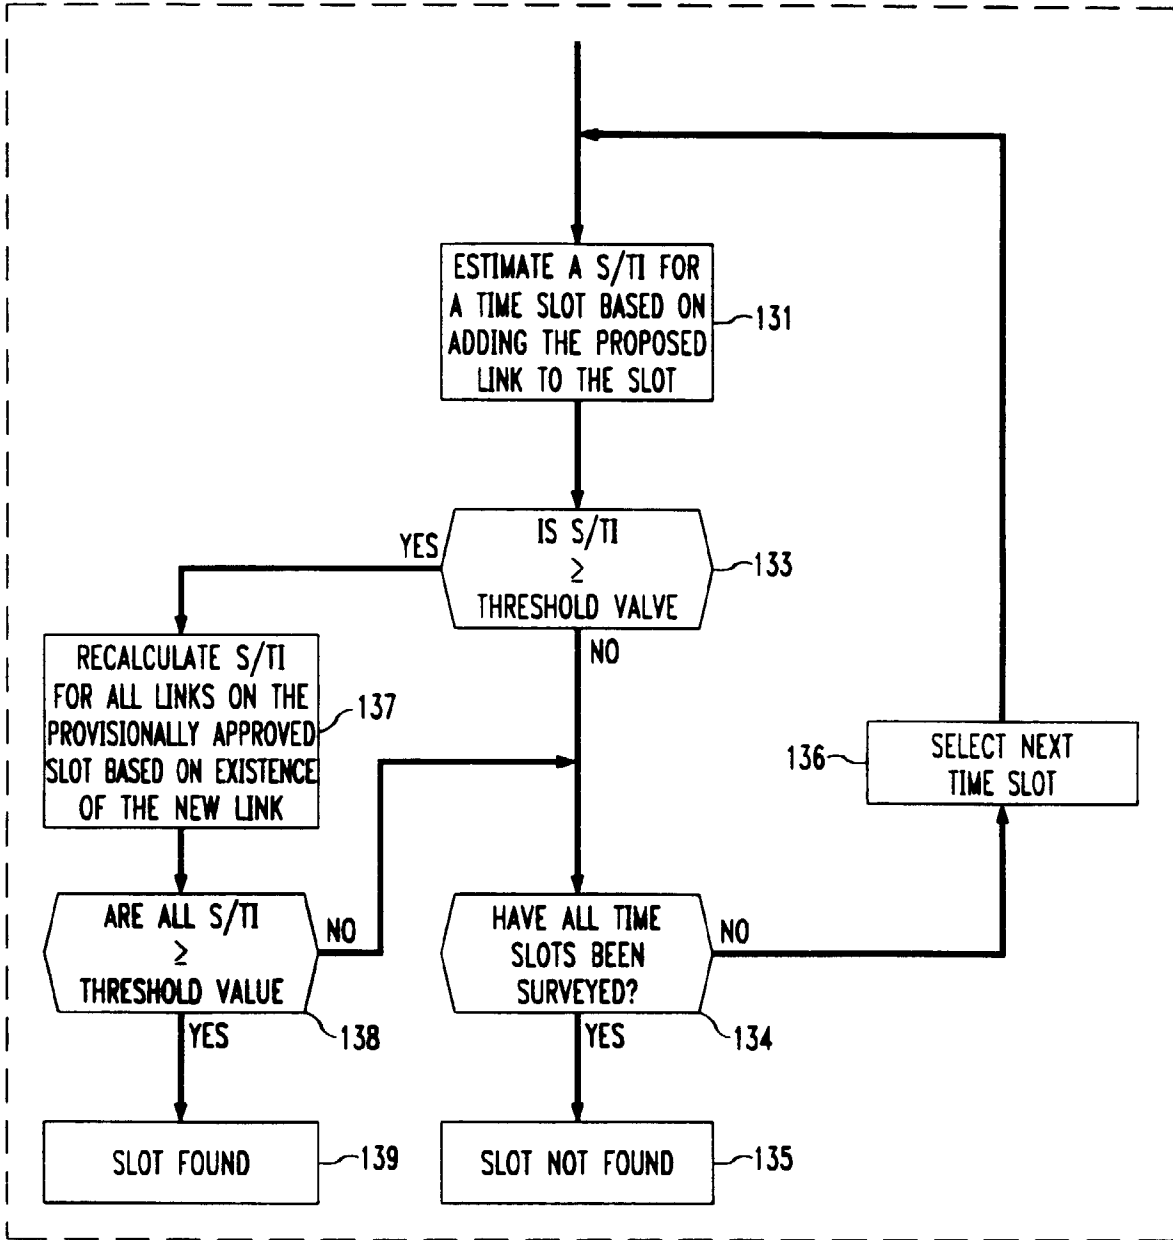 ESTIMATE A S/TI FOR
A TIME SLOT BASED ON
ADDING THE PROPOSED
LINK TO THE SLOT
131
IS S/TI
≥
THRESHOLD VALVE
133
YES
NO
RECALCULATE S/TI
FOR ALL LINKS ON THE
PROVISIONALLY APPROVED
SLOT BASED ON EXISTENCE
OF THE NEW LINK
137
136
SELECT NEXT
TIME SLOT
ARE ALL S/TI
≥
THRESHOLD VALUE
NO
138
YES
HAVE ALL TIME
SLOTS BEEN
SURVEYED?
NO
134
YES
SLOT FOUND
139
SLOT NOT FOUND
135